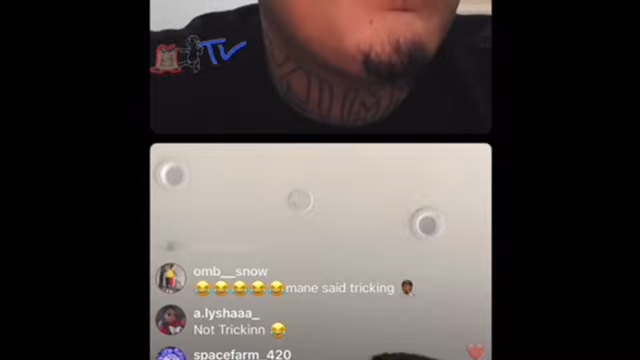 TV
omb__snow
😂😂😂😂😂mane said tricking 🤦🏾‍♂️
a.lyshaaa_
Not Trickinn 😂
spacefarm_420